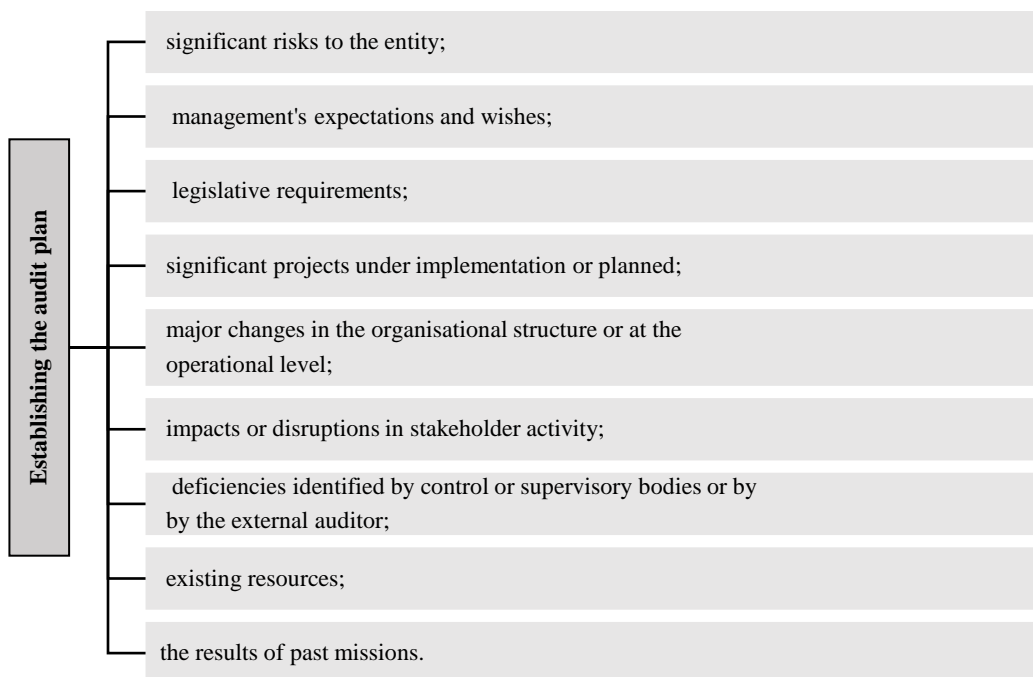 Establishing the audit plan
significant risks to the entity;
management's expectations and wishes;
legislative requirements;
significant projects under implementation or planned;
major changes in the organisational structure or at the
operational level;
impacts or disruptions in stakeholder activity;
deficiencies identified by control or supervisory bodies or by
by the external auditor;
existing resources;
the results of past missions.